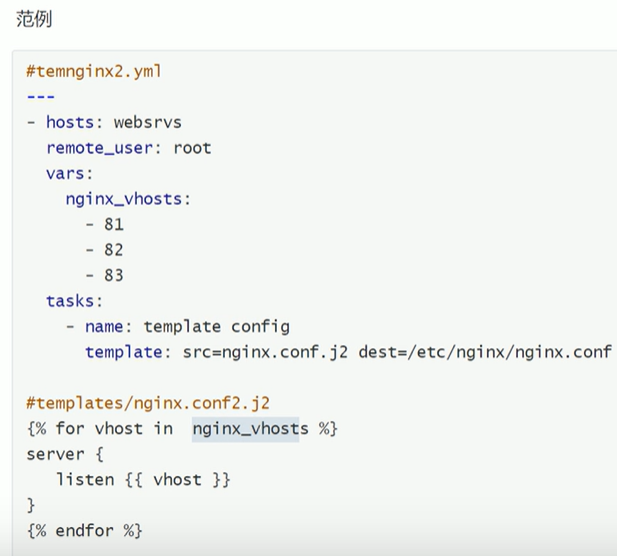 范例
#temnginx2.yml
---
- hosts: websrvs
  remote_user: root
  vars:
    nginx_vhosts:
      - 81
      - 82
      - 83
  tasks:
    - name: template config
      template: src=nginx.conf.j2 dest=/etc/nginx/nginx.conf
#templates/nginx.conf2.j2
{% for vhost in  nginx_vhosts %}
server {
   listen {{ vhost }}
}
{% endfor %}